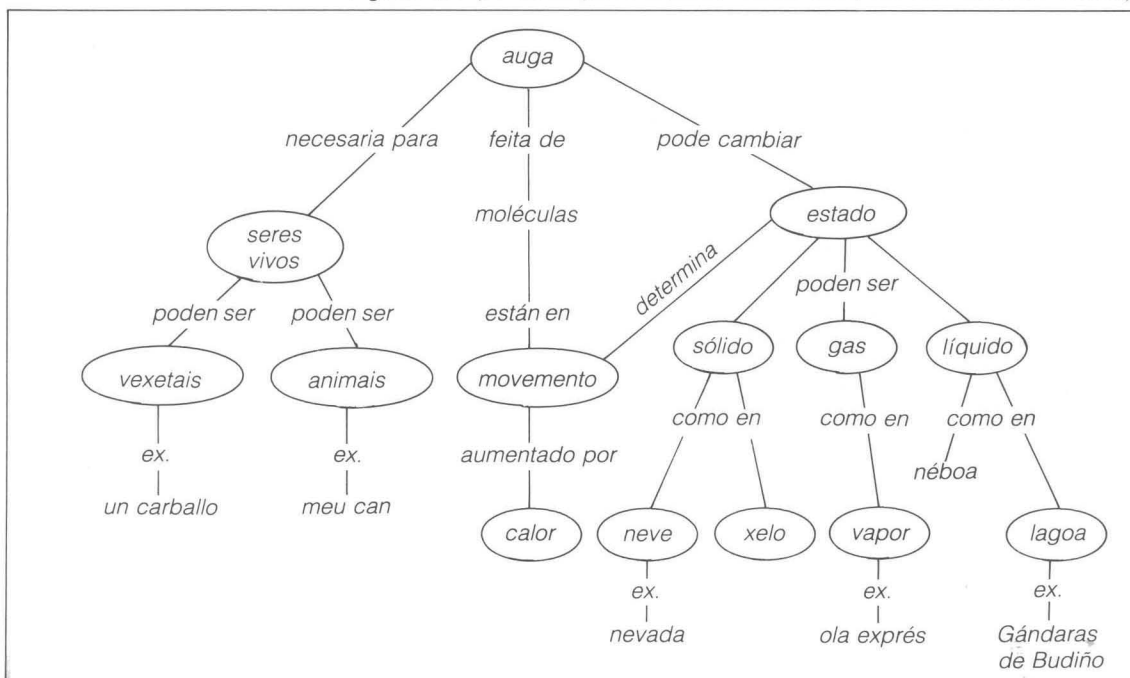 auga
necesaria para
feita de
pode cambiar
moléculas
estado
seres
vivos
determina
poden ser
poden ser
poden ser
están en
sólido
gas
líquido
vexetais
animais
movemento
como en
como en
como en
ex.
ex.
aumentado por
néboa
un carballo
meu can
calor
neve
xelo
vapor
lagoa
ex.
ex.
ex.
nevada
ola exprés
Gándaras
de Budiño